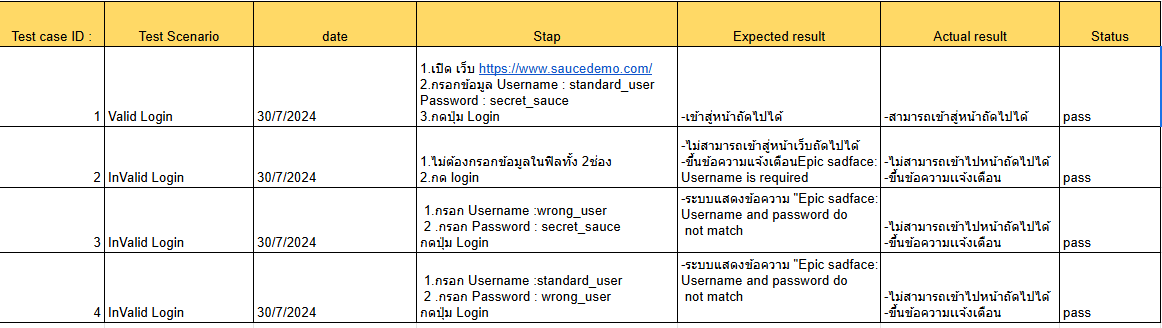 Test case ID :
Test Scenario
date
Stap
Expected result
Actual result
Status
1
Valid Login
30/7/2024
1.เปิด เว็บ https://www.saucedemo.com/
2.กรอกข้อมูล Username : standard_user
Password : secret_sauce
3.กดปุ่ม Login
-เข้าสู่หน้าถัดไปได้
-สามารถเข้าสู่หน้าถัดไปได้
pass
2
InValid Login
30/7/2024
1.ไม่ต้องกรอกข้อมูลในฟิลทั้ง 2ช่อง
2.กด login
-ไม่สามารถเข้าสู่หน้าเว็บถัดไปได้
-ขึ้นข้อความแจ้งเตือนEpic sadface:
Username is required
-ไม่สามารถเข้าไปหน้าถัดไปได้
-ขึ้นข้อความแจ้งเตือน
pass
3
InValid Login
30/7/2024
1.กรอก Username :wrong_user
2 .กรอก Password : secret_sauce
กดปุ่ม Login
-ระบบแสดงข้อความ "Epic sadface:
Username and password do
not match
-ไม่สามารถเข้าไปหน้าถัดไปได้
-ขึ้นข้อความแจ้งเตือน
pass
4
InValid Login
30/7/2024
1.กรอก Username :standard_user
2 .กรอก Password : wrong_user
กดปุ่ม Login
-ระบบแสดงข้อความ "Epic sadface:
Username and password do
not match
-ไม่สามารถเข้าไปหน้าถัดไปได้
-ขึ้นข้อความแจ้งเตือน
pass